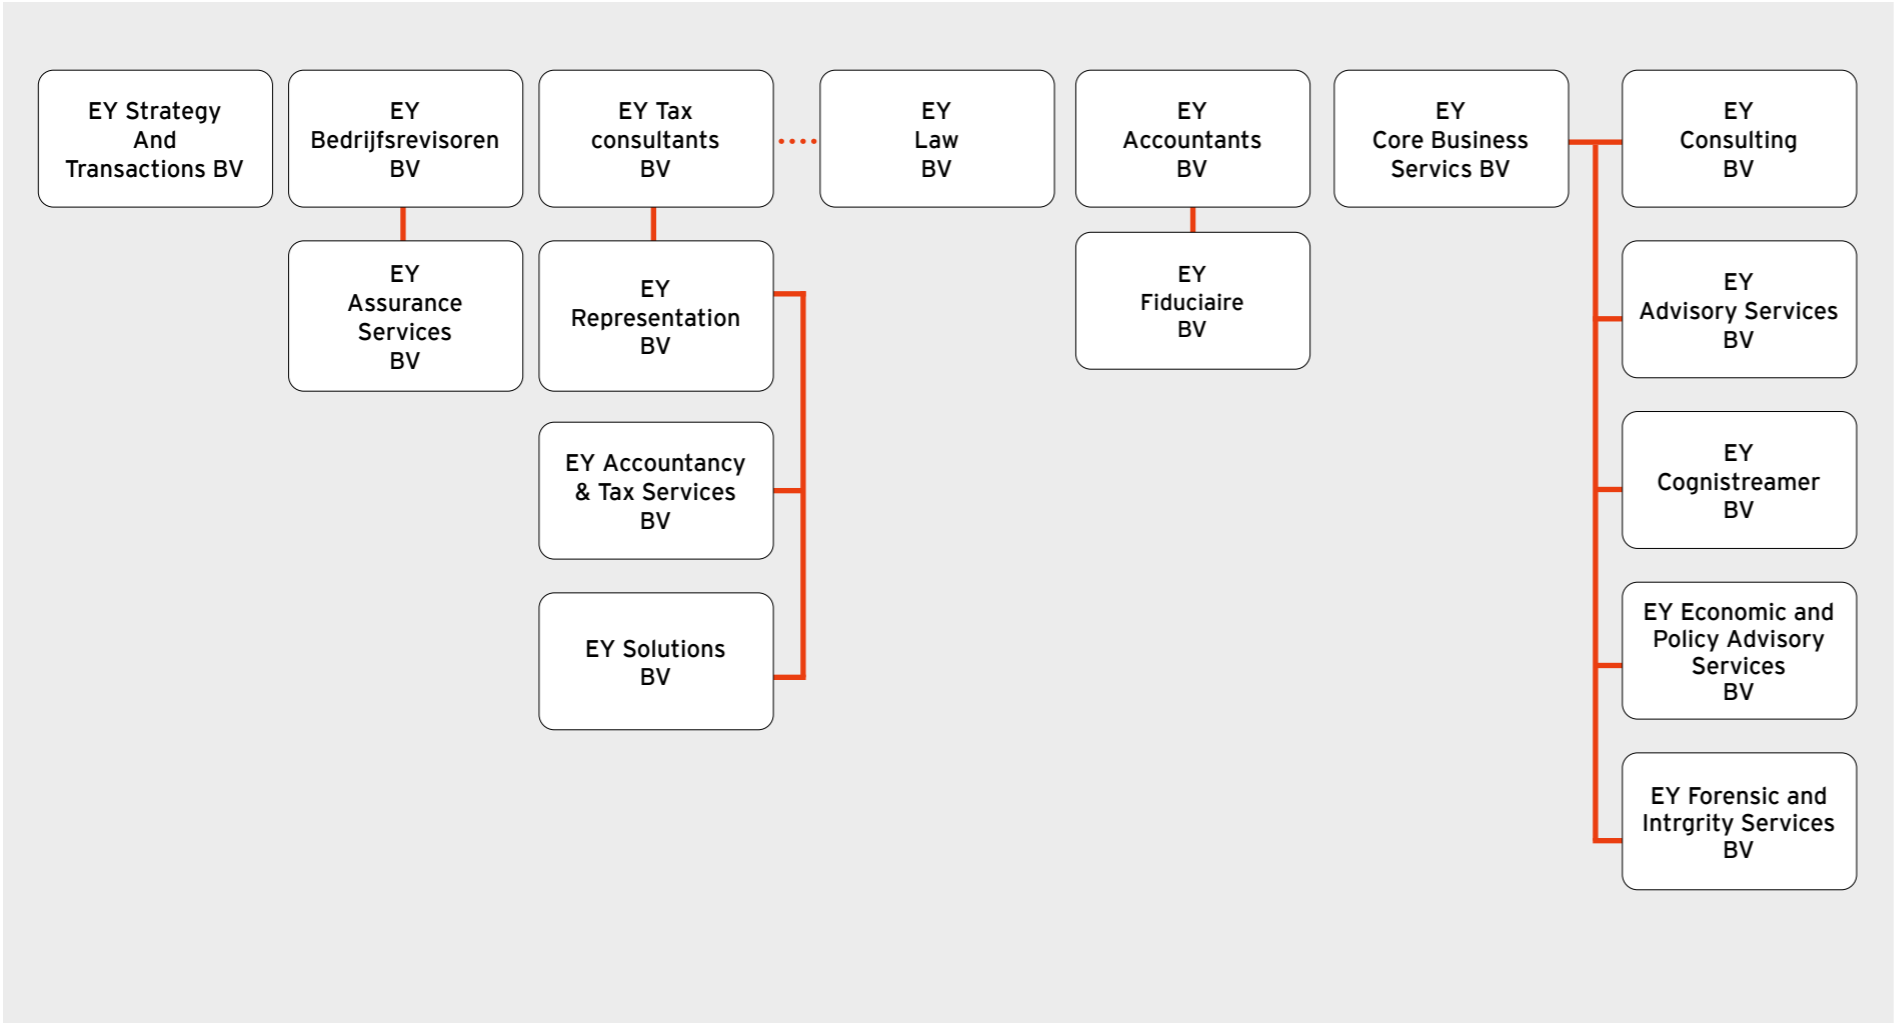 EY Strategy
And
Transactions BV
EY
Bedrijfsrevisoren
BV
EY Tax
consultants
BV
EY
Law
BV
EY
Accountants
BV
EY
Core Business
Servics BV
EY
Consulting
BV
EY
Assurance
Services
BV
EY
Representation
BV
EY
Fiduciaire
BV
EY
Advisory Services
BV
EY Accountancy
& Tax Services
BV
EY
Cognistreamer
BV
EY Solutions
BV
EY Economic and
Policy Advisory
Services
BV
EY Forensic and
Intrgrity Services
BV